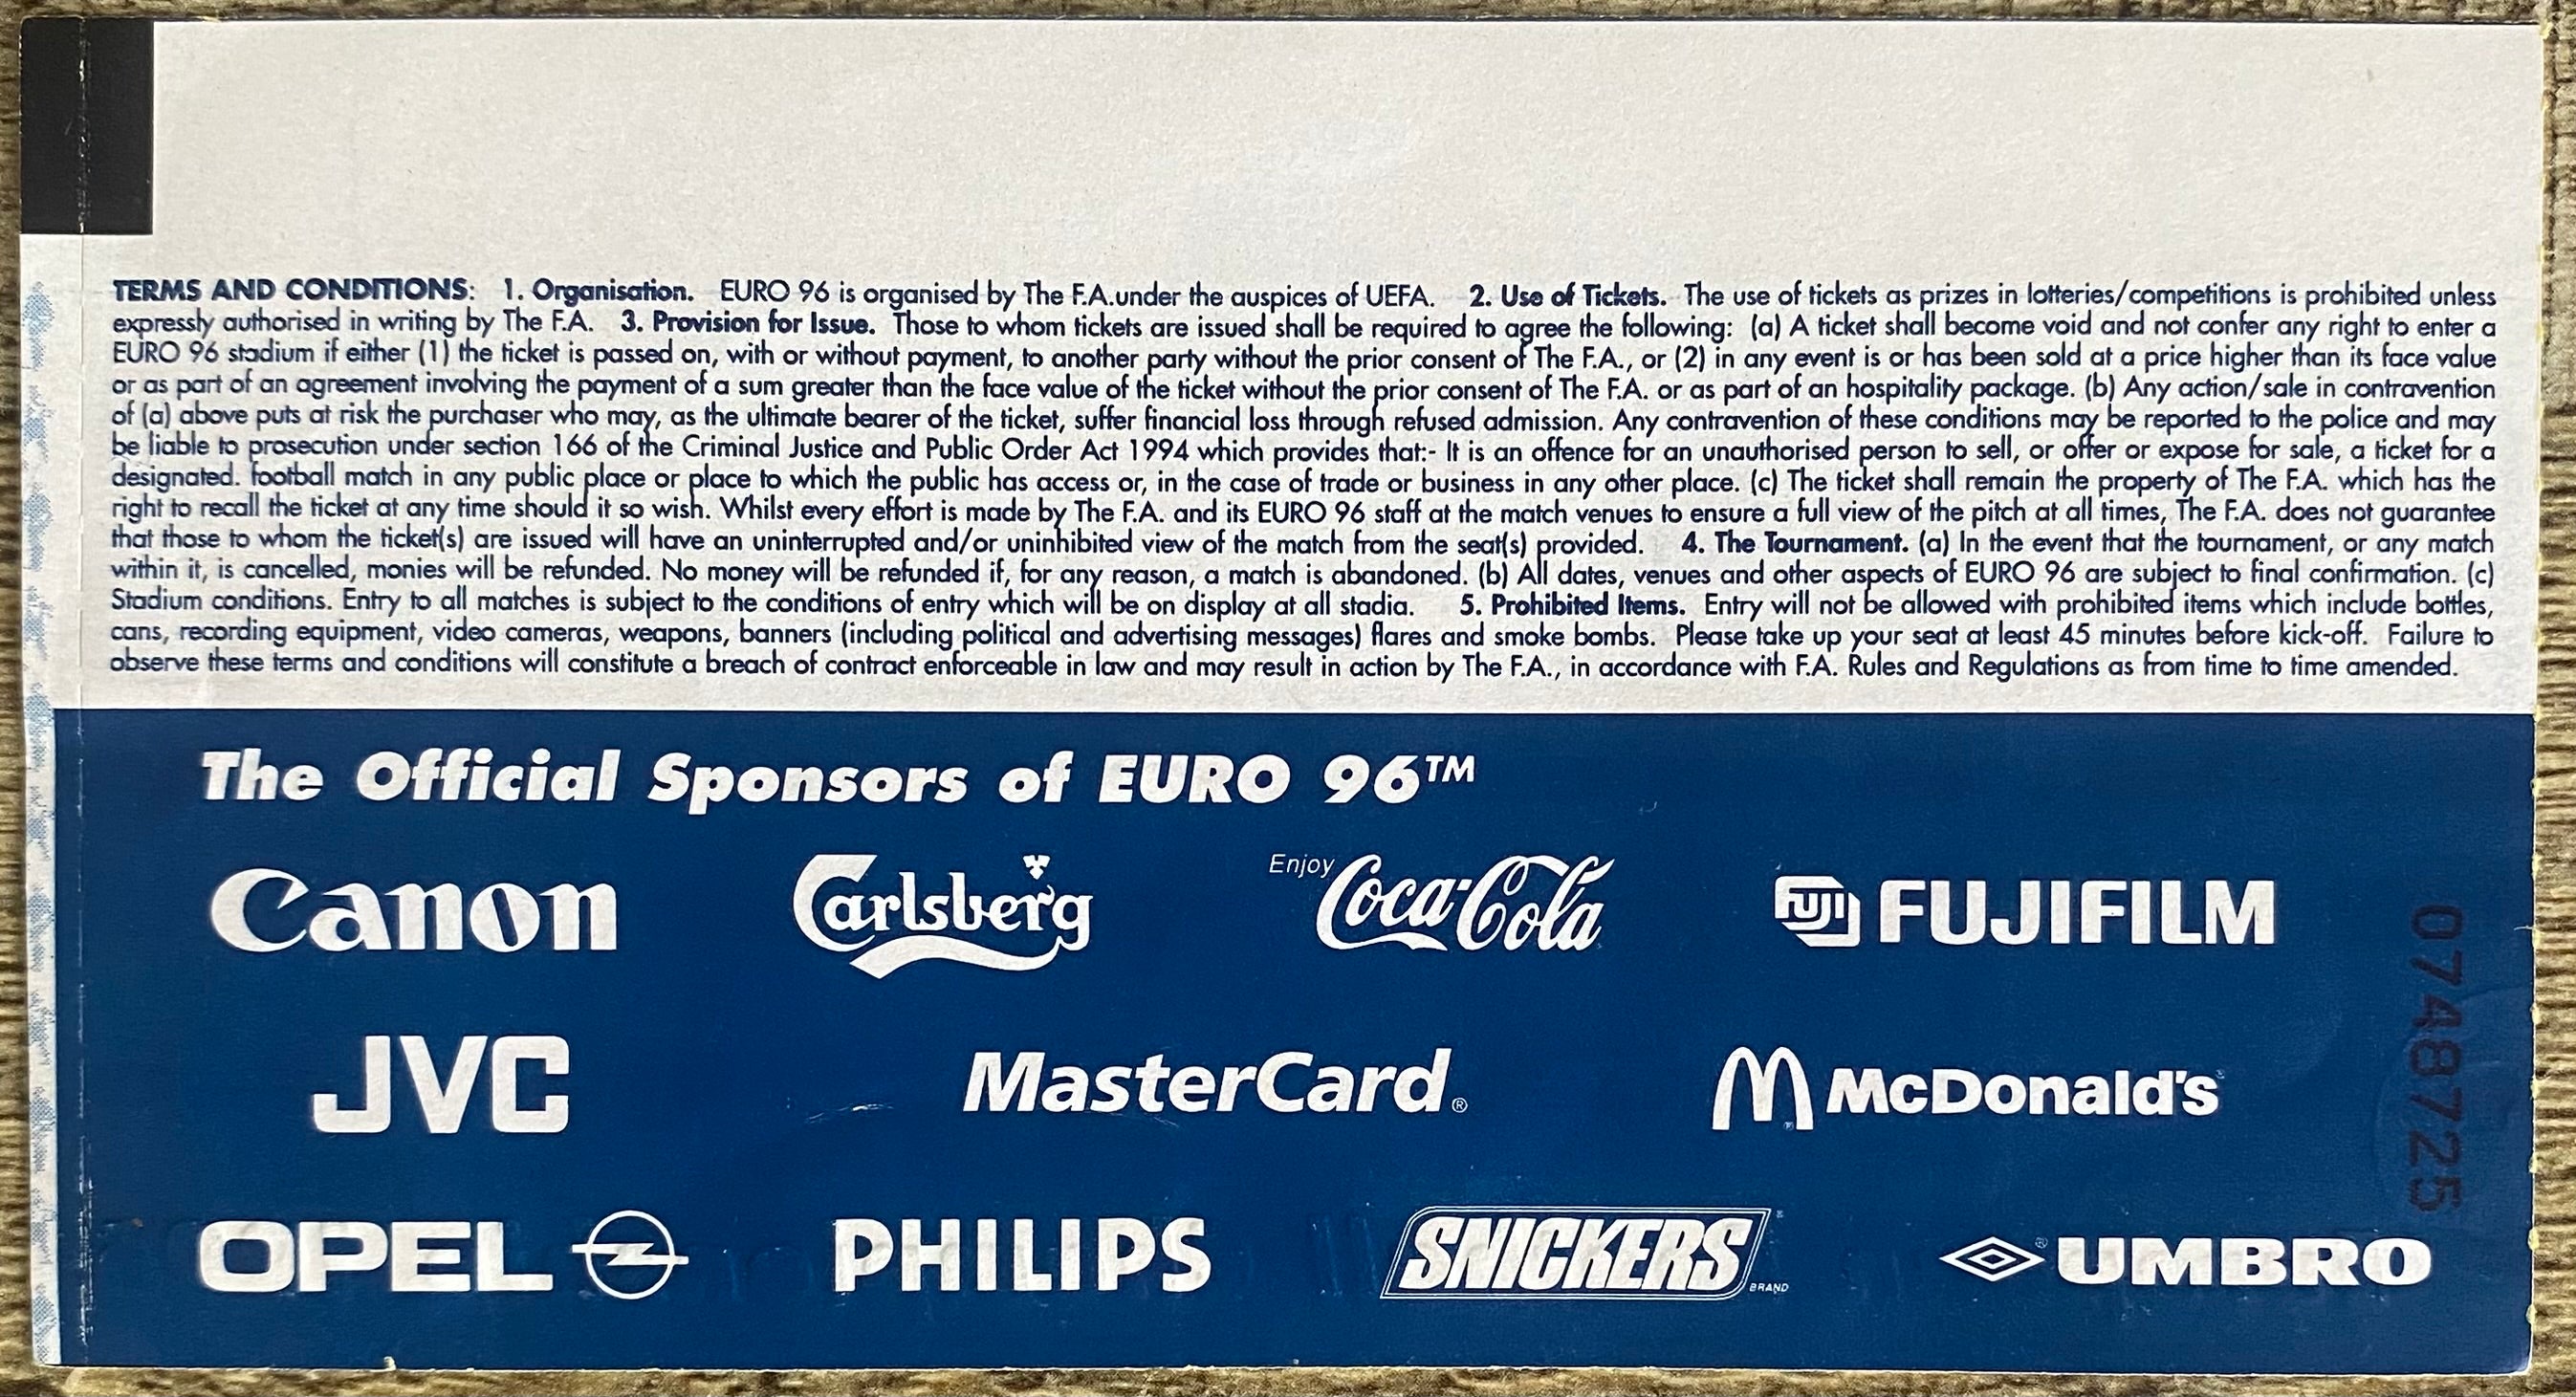 TERMS AND CONDITIONS: 1. Organisation. EURO 96 is organised by The F.A.under the auspices of UEFA. 2. Use of Tickets. The use of tickets as prizes in lotteries/competitions is prohibited unless
expressly authorised in writing by The F.A. 3. Provision for Issue. Those to whom tickets are issued shall be required to agree the following: (a) A ticket shall become void and not confer any right to enter a
EURO 96 stadium if either (1) the ticket is passed on, with or without payment, to another party without the prior consent of The F.A., or (2) in any event is or has been sold at a price higher than its face value
or as part of an agreement involving the payment of a sum greater than the face value of the ticket without the prior consent of The F.A. or as part of an hospitality package. (b) Any action/sale in contravention
of (a) above puts at risk the purchaser who may, as the ultimate bearer of the ticket, suffer financial loss through refused admission. Any contravention of these conditions may be reported to the police and may
be liable to prosecution under section 166 of the Criminal Justice and Public Order Act 1994 which provides that:- It is an offence for an unauthorised person to sell, or offer or expose for sale, a ticket for a
designated. football match in any public place or place to which the public has access or, in the case of trade or business in any other place. (c) The ticket shall remain the property of The F.A. which has the
right to recall the ticket at any time should it so wish. Whilst every effort is made by The F.A. and its EURO 96 staff at the match venues to ensure a full view of the pitch at all times, The F.A. does not guarantee
that those to whom the ticket(s) are issued will have an uninterrupted and/or uninhibited view of the match from the seat(s) provided. 4. The Tournament. (a) In the event that the tournament, or any match
within it, is cancelled, monies will be refunded. No money will be refunded if, for any reason, a match is abandoned. (b) All dates, venues and other aspects of EURO 96 are subject to final confirmation. (c)
Stadium conditions. Entry to all matches is subject to the conditions of entry which will be on display at all stadia. 5. Prohibited Items. Entry will not be allowed with prohibited items which include bottles,
cans, recording equipment, video cameras, weapons, banners (including political and advertising messages) flares and smoke bombs. Please take up your seat at least 45 minutes before kick-off. Failure to
observe these terms and conditions will constitute a breach of contract enforceable in law and may result in action by The F.A., in accordance with F.A. Rules and Regulations as from time to time amended.
The Official Sponsors of EURO 96™
Canon Carlsberg Enjoy Coca-Cola FUJI FUJIFILM
JVC MasterCard® M McDonald's
OPEL PHILIPS SNICKERS BRAND UMBRO
0748725